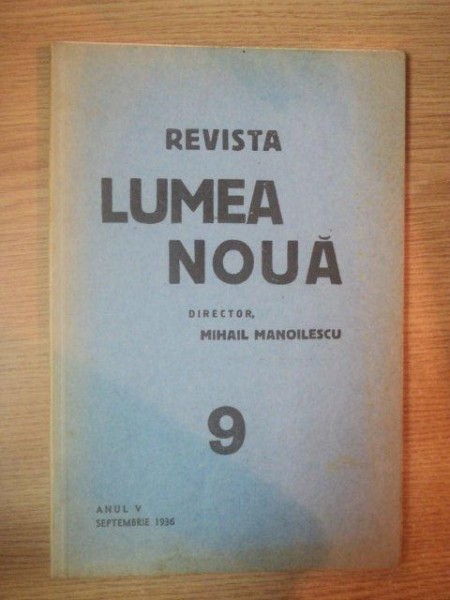 REVISTA
LUMEA
NOUĂ
DIRECTOR,
MIHAIL MANOILESCU
9
ANUL V
SEPTEMBRIE 1936